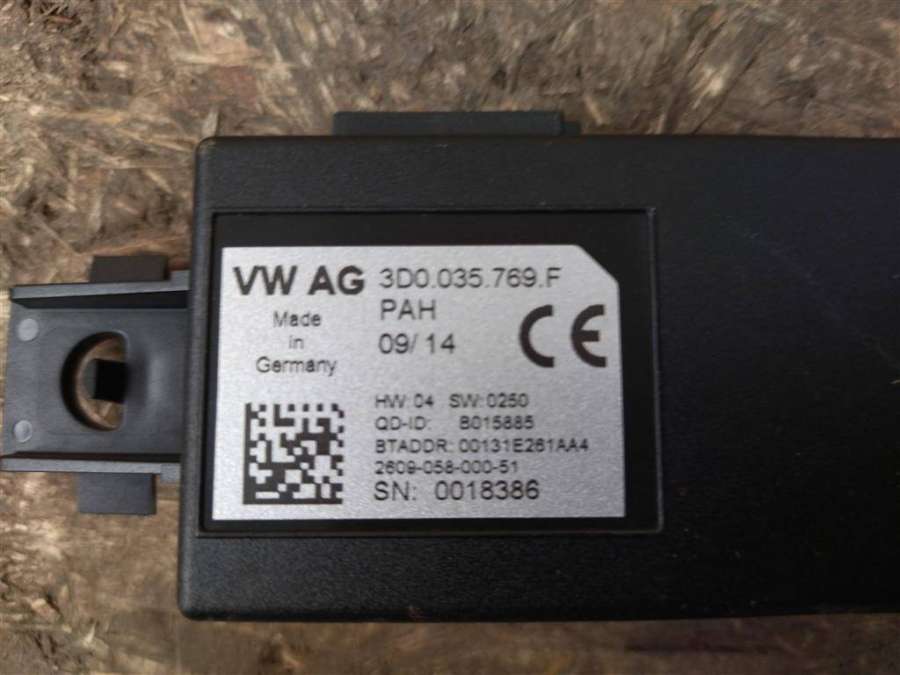 VW AG 3D0.035.769.F
Made
in
Germany
PAH
09/14
CE
HW: 04 SW: 0250
QD-ID: B015885
BTADDR: 00131E261AA4
2609-058-000-51
SN: 0018386